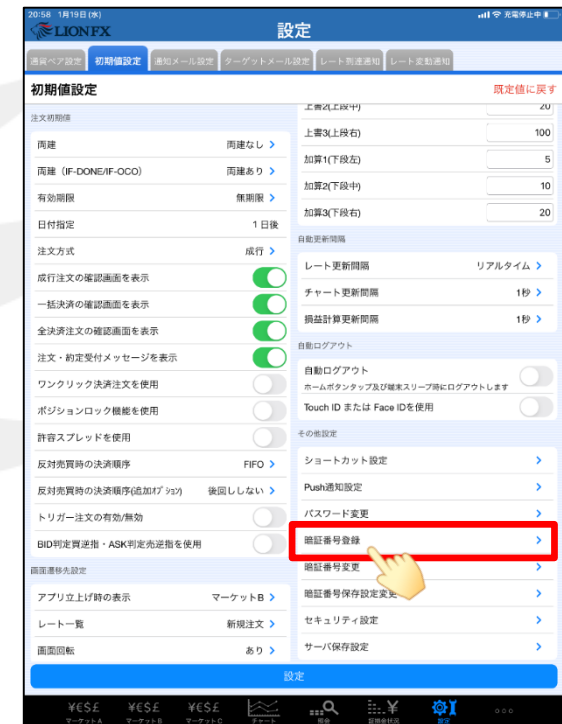 20:58 1月19日(水)
充電停止中
LION FX
設定
通貨ペア設定
初期値設定
通知メール設定
ターゲットメール設定
レート到達通知
レート変動通知
初期値設定
既定値に戻す
注文初期値
両建
両建なし
両建（IF-DONE/IF-OCO）
両建あり
有効期限
無期限
日付指定
1日後
注文方式
成行
成行注文の確認画面を表示
一括決済の確認画面を表示
全決済注文の確認画面を表示
注文・約定受付メッセージを表示
ワンクリック決済注文を使用
ポジションロック機能を使用
許容スプレッドを使用
反対売買時の決済順序
FIFO
反対売買時の決済順序(追加ｵﾌﾟｼｮﾝ)
後回ししない
トリガー注文の有効/無効
BID判定買逆指・ASK判定売逆指を使用
画面遷移先設定
アプリ立上げ時の表示
マーケットB
レート一覧
新規注文
画面回転
あり
上書2(上段中)
20
上書3(上段右)
100
加算1(下段左)
5
加算2(下段中)
10
加算3(下段右)
20
自動更新間隔
レート更新間隔
リアルタイム
チャート更新間隔
1秒
損益計算更新間隔
1秒
自動ログアウト
自動ログアウト
ホームボタンタップ及び端末スリープ時にログアウトします
Touch ID または Face IDを使用
その他設定
ショートカット設定
Push通知設定
パスワード変更
暗証番号登録
暗証番号変更
暗証番号保存設定変更
セキュリティ設定
サーバ保存設定
設定
¥€$£
マーケットA
¥€$£
マーケットB
¥€$£
マーケットC
チャート
照会
¥
証拠金状況
設定